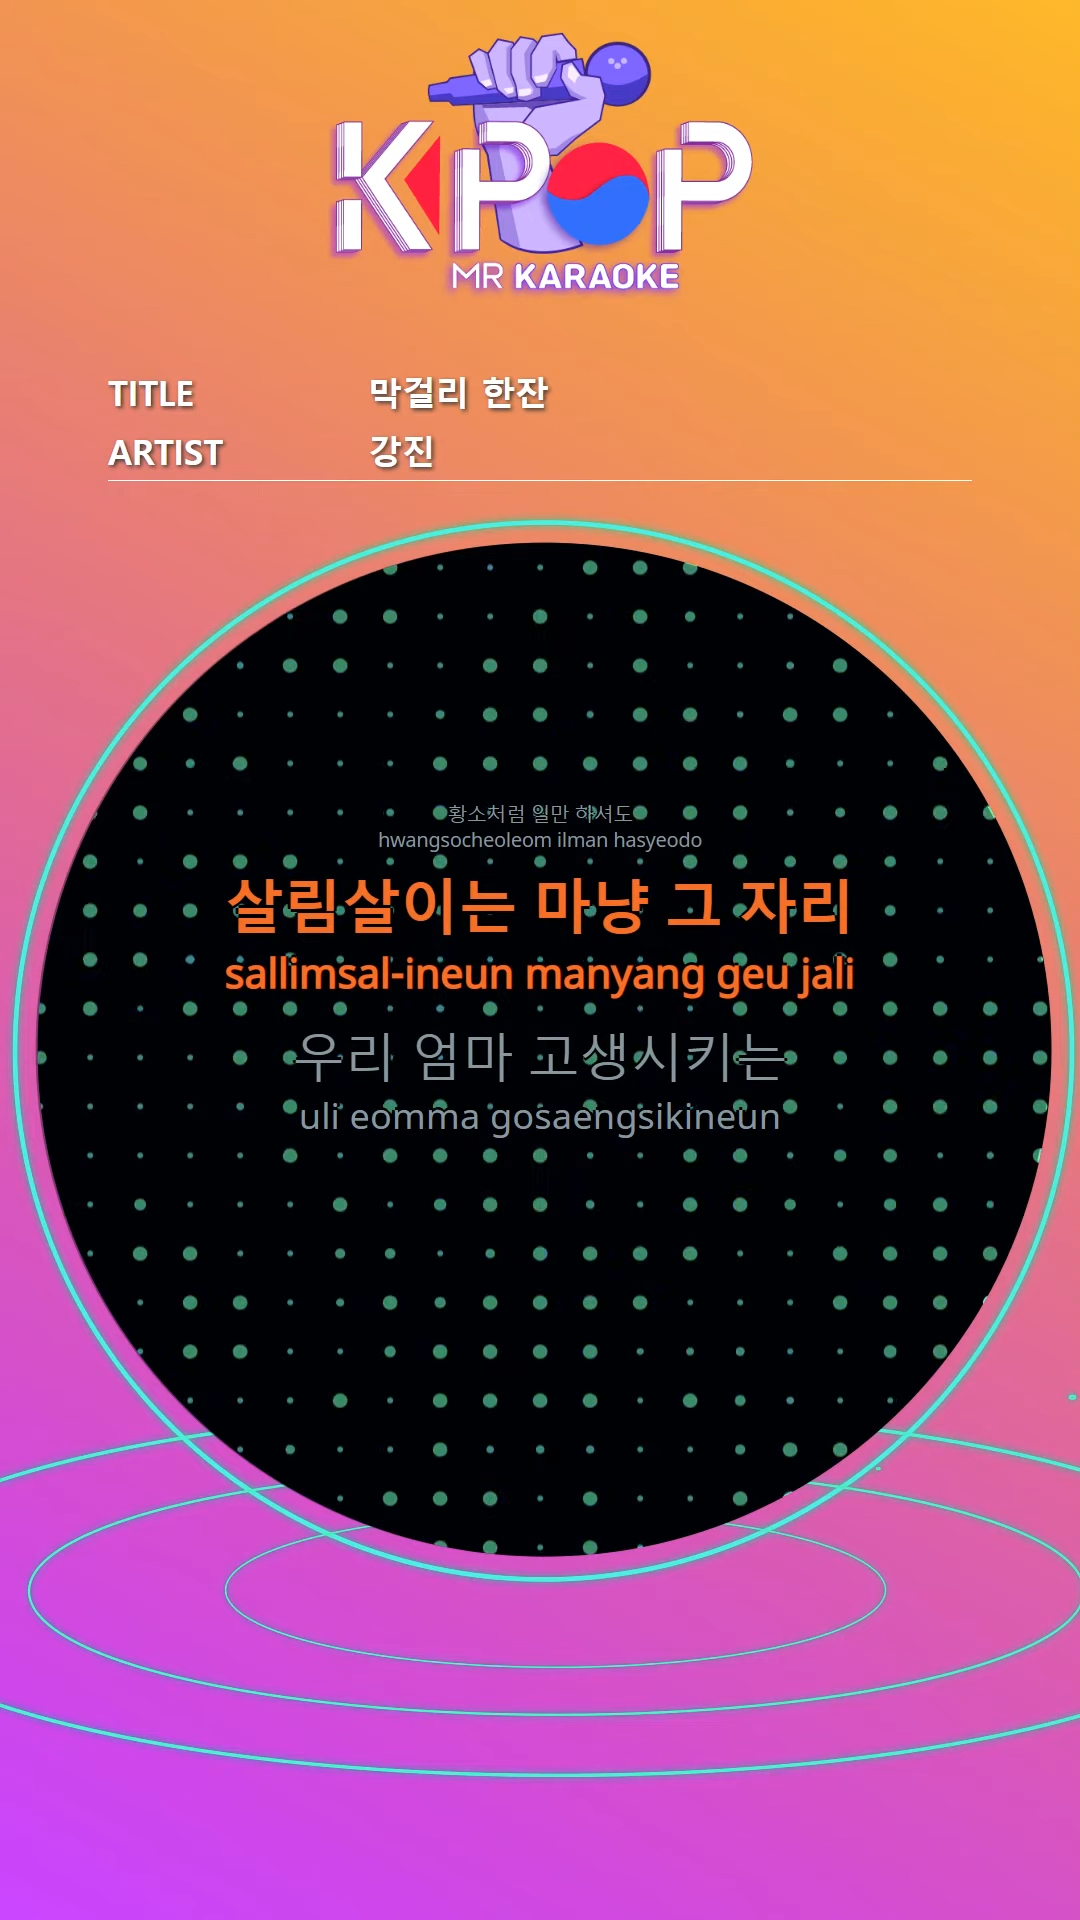 KPOP
MR KARAOKE
TITLE 막걸리 한잔
ARTIST 강진
황소처럼 일만 하셔도
hwangsocheoleom ilman hasyeodo
살림살이는 마냥 그 자리
sallimsal-ineun manyang geu jali
우리 엄마 고생시키는
uli eomma gosaengsikineun